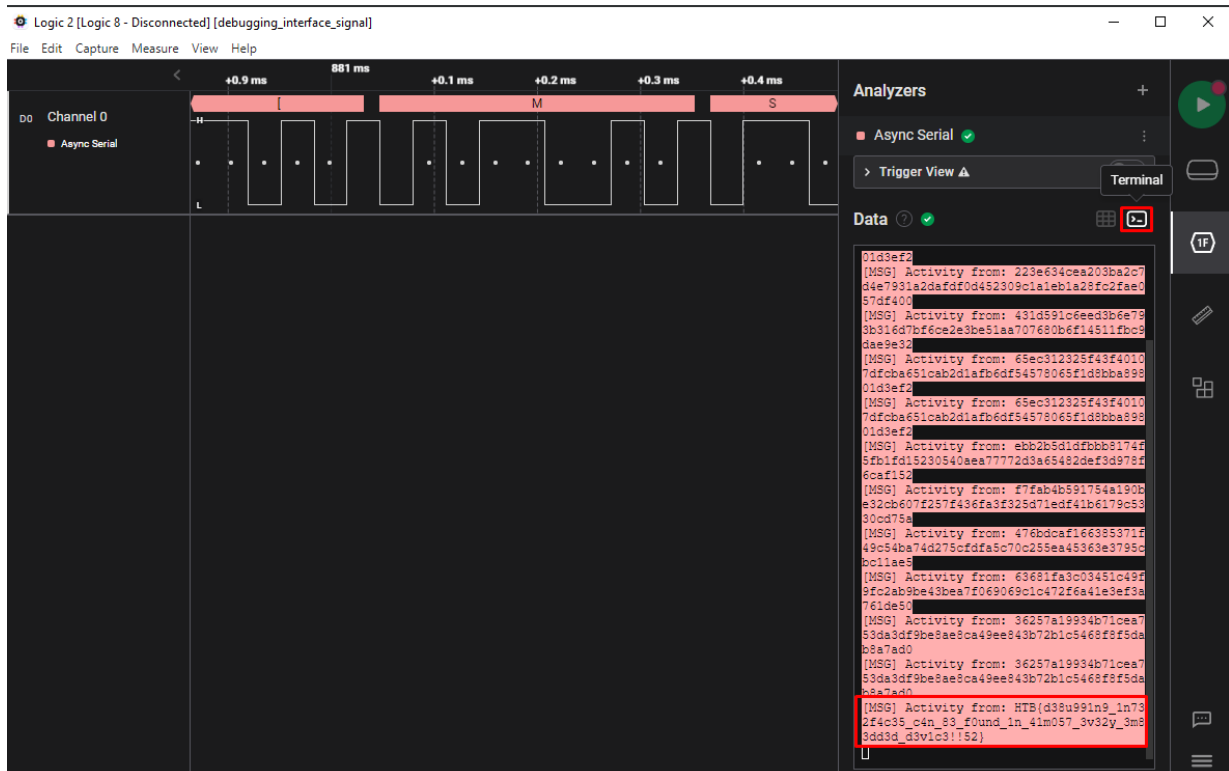 Logic 2 [Logic 8 - Disconnected] [debugging_interface_signal]
File Edit Capture Measure View Help
881 ms
+0.9 ms +0.1 ms +0.2 ms +0.3 ms +0.4 ms
[ M S
D0 Channel 0
Async Serial
H
L
Analyzers
Async Serial
Trigger View
Terminal
Data
1F
01d3ef2
[MSG] Activity from: 223e634cea203ba2c7
d4e7931a2dafdf0d452309c1a1eb1a28fc2fae0
57df400
[MSG] Activity from: 431d591c6eed3b6e79
3b316d7bf6ce2e3be51aa707680b6f14511fbc9
dae9e32
[MSG] Activity from: 65ec312325f43f4010
7dfcba651cab2d1afb6df54578065f1d8bba898
01d3ef2
[MSG] Activity from: 65ec312325f43f4010
7dfcba651cab2d1afb6df54578065f1d8bba898
01d3ef2
[MSG] Activity from: ebb2b5d1dfbbb8174f
5fb1fd15230540aea77772d3a65482def3d978f
6caf152
[MSG] Activity from: f7fab4b591754a190b
e32cb607f257f436fa3f325d71edf41b6179c53
30cd75a
[MSG] Activity from: 476bdcaf166385371f
49c54ba74d275cfdfa5c70c255ea45363e3795c
bc11ae5
[MSG] Activity from: 63681fa3c03451c49f
9fc2ab9be43bea7f069069c1c472f6a41e3ef3a
761de50
[MSG] Activity from: 36257a19934b71cea7
53da3df9be8ae8ca49ee843b72b1c5468f8f5da
b8a7ad0
[MSG] Activity from: 36257a19934b71cea7
53da3df9be8ae8ca49ee843b72b1c5468f8f5da
b8a7ad0
[MSG] Activity from: HTB{d38u991n9_1n73
2f4c35_c4n_83_f0und_1n_41m057_3v32y_3m8
3dd3d_d3v1c3!!52}